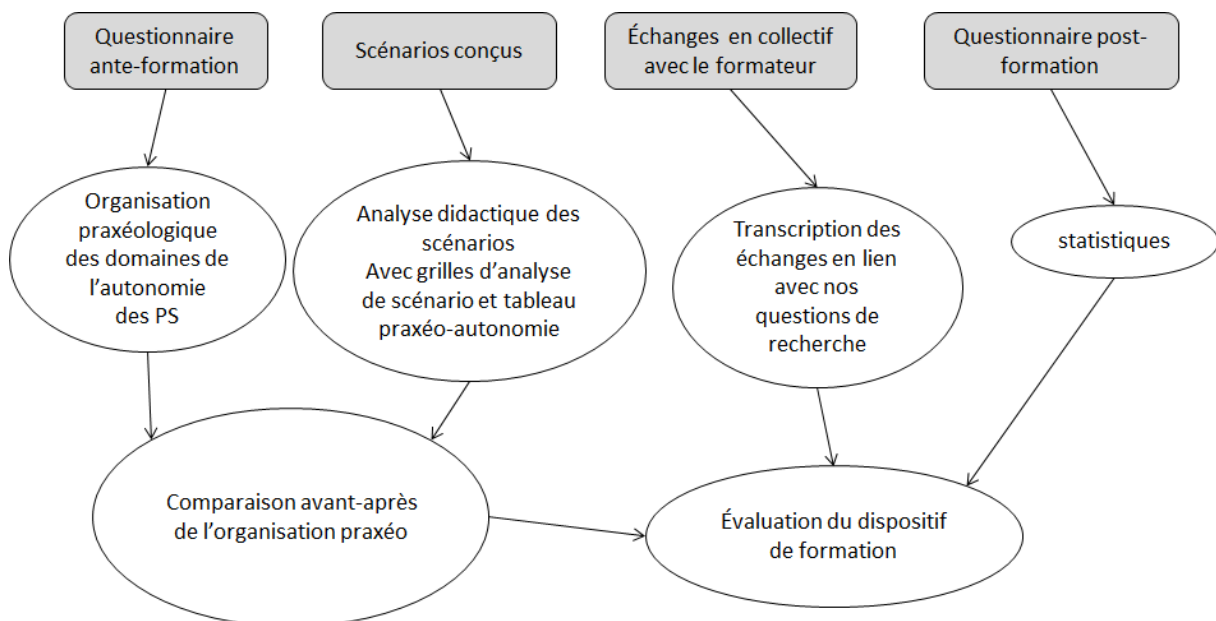 Questionnaire
ante-formation
Scénarios conçus
Échanges en collectif
avec le formateur
Questionnaire post-
formation
Organisation
praxéologique
des domaines de
l'autonomie
des PS
Analyse didactique des
scénarios
Avec grilles d'analyse
de scénario et tableau
praxéo-autonomie
Transcription des
échanges en lien
avec nos
questions de
recherche
statistiques
Comparaison avant-après
de l'organisation praxéo
Évaluation du dispositif
de formation